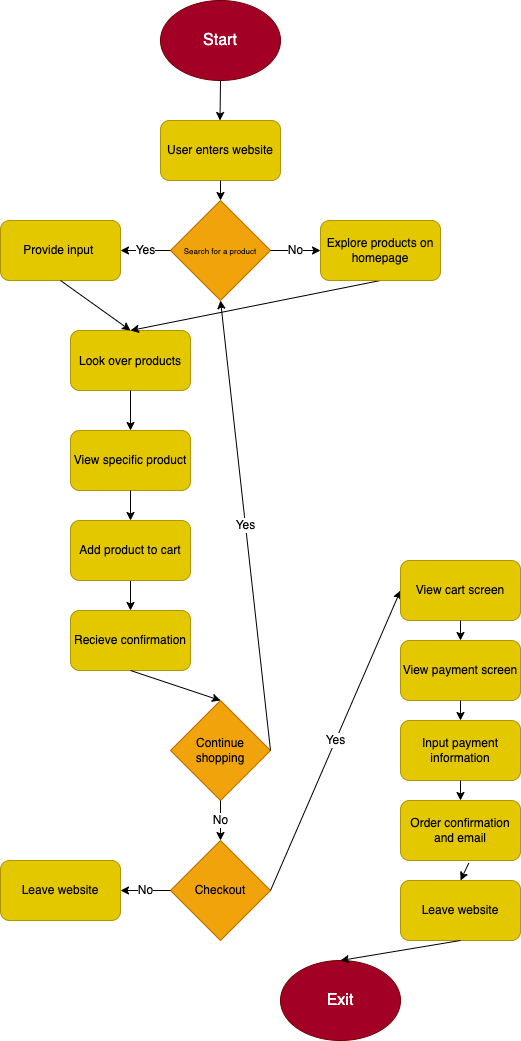 Start
User enters website
Search for a product
Yes
No
Provide input
Explore products on
homepage
Look over products
View specific product
Add product to cart
Recieve confirmation
Yes
Continue
shopping
No
Checkout
No
Leave website
Yes
View cart screen
View payment screen
Input payment
information
Order confirmation
and email
Leave website
Exit